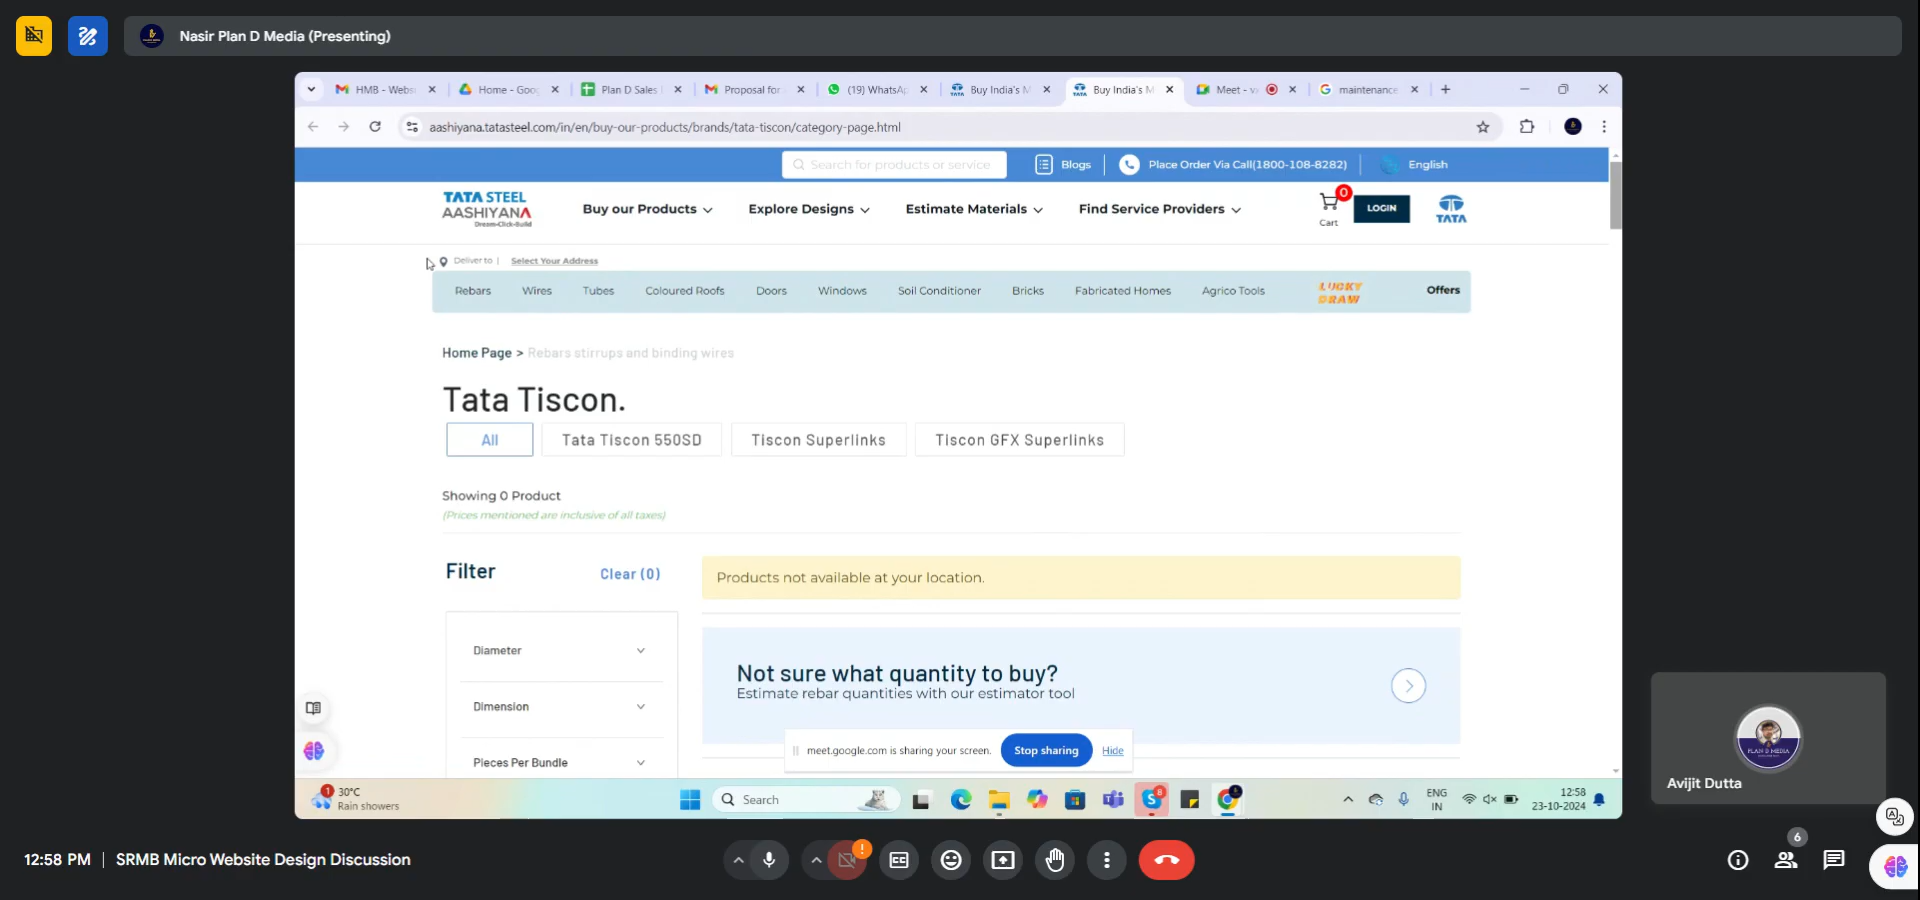 Nasir Plan D Media (Presenting)
HMB - Webs
Home - Goo
Plan D Sales
Proposal for
(19) WhatsAp
Buy India's M
Buy India's M
Meet - v
maintenance
aashiyana.tatasteel.com/in/en/buy-our-products/brands/tata-tiscon/category-page.html
Search for products or service
Blogs
Place Order Via Call(1800-108-8282)
English
TATA STEEL
AASHIYANA
Dream-Click-Build
Buy our Products
Explore Designs
Estimate Materials
Find Service Providers
0
Cart
LOGIN
TATA
Deliver to |
Select Your Address
Rebars
Wires
Tubes
Coloured Roofs
Doors
Windows
Soil Conditioner
Bricks
Fabricated Homes
Agrico Tools
LUCKY
DRAW
Offers
Home Page > Rebars stirrups and binding wires
Tata Tiscon.
All
Tata Tiscon 550SD
Tiscon Superlinks
Tiscon GFX Superlinks
Showing 0 Product
(Prices mentioned are inclusive of all taxes)
Filter
Clear (0)
Products not available at your location.
Diameter
Dimension
Pieces Per Bundle
Not sure what quantity to buy?
Estimate rebar quantities with our estimator tool
meet.google.com is sharing your screen.
Stop sharing
Hide
PLAN D MEDIA
Avijit Dutta
1
30°C
Rain showers
Search
8
ENG
IN
12:58
23-10-2024
12:58 PM | SRMB Micro Website Design Discussion
6